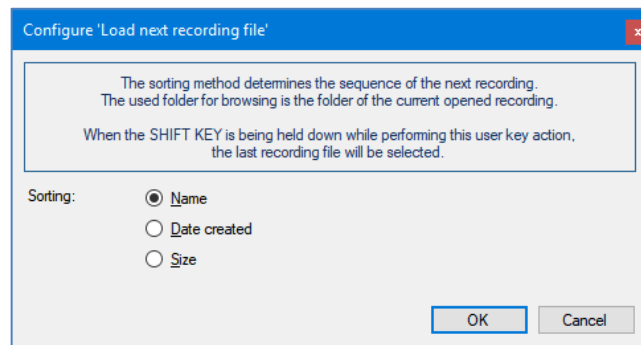 Configure 'Load next recording file'
x
The sorting method determines the sequence of the next recording.
The used folder for browsing is the folder of the current opened recording.
When the SHIFT KEY is being held down while performing this user key action,
the last recording file will be selected.
Sorting:
Name
Date created
Size
OK Cancel